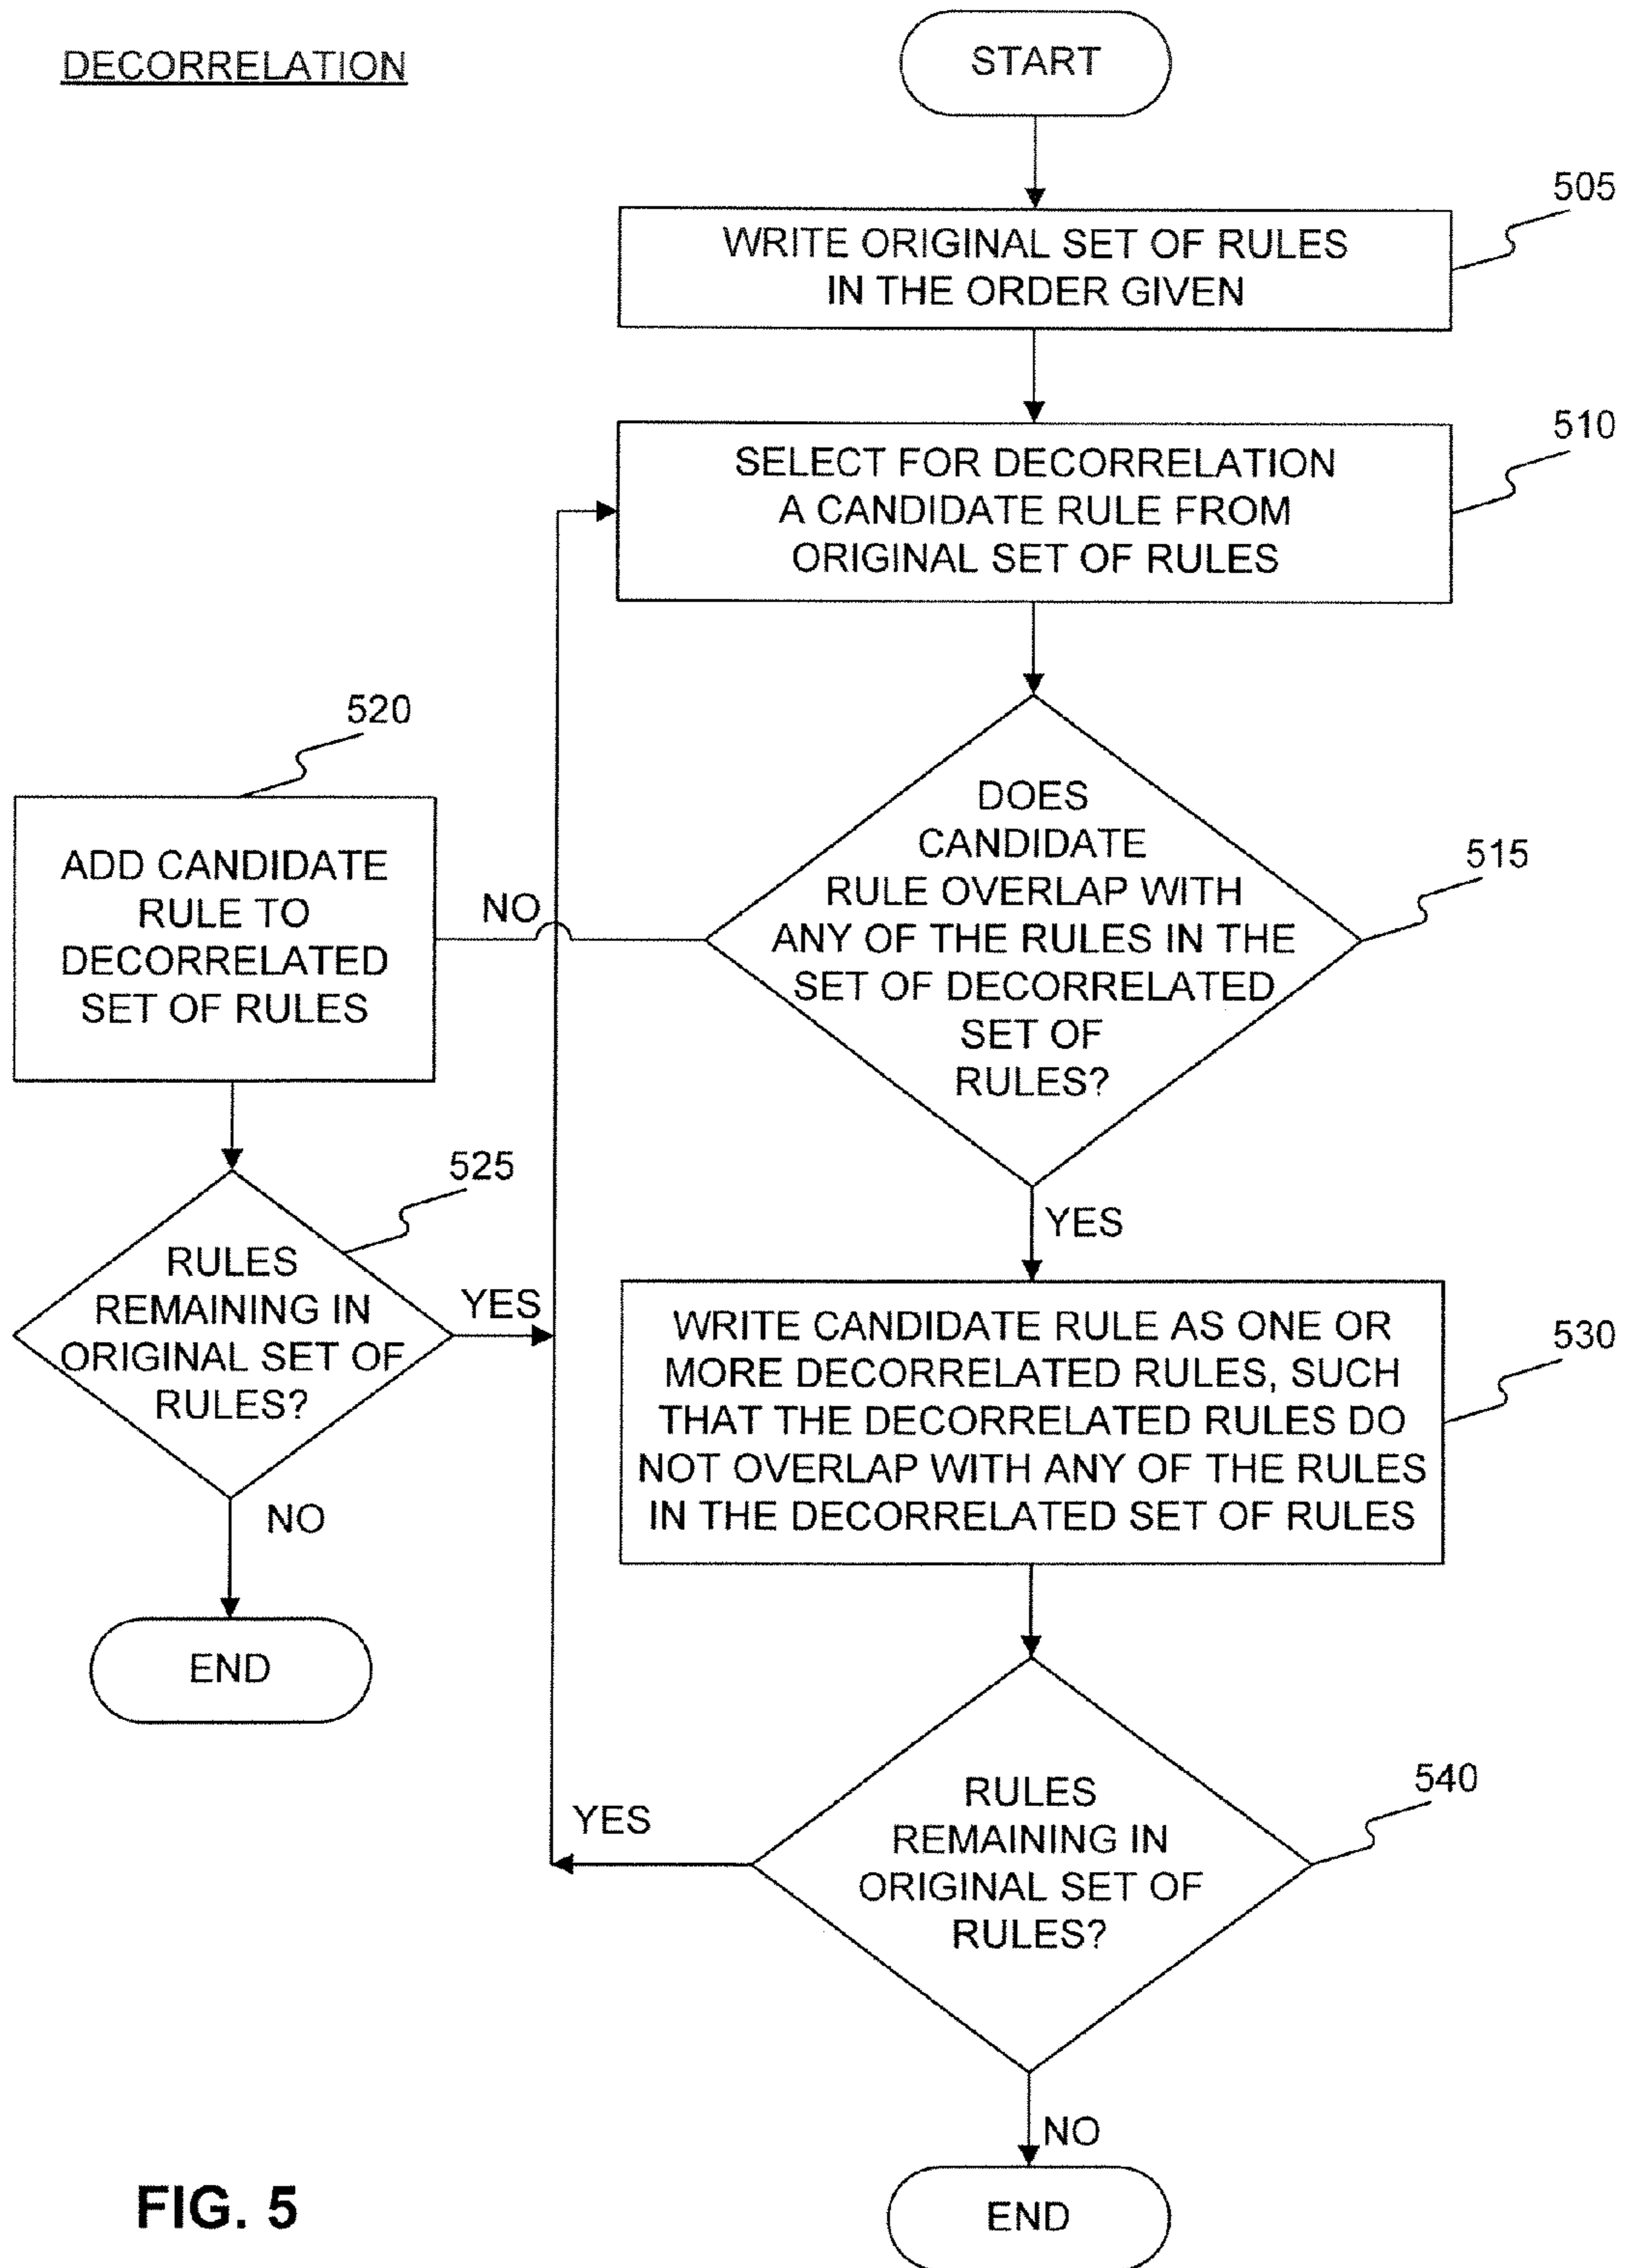 DECORRELATION
START
505
WRITE ORIGINAL SET OF RULES
IN THE ORDER GIVEN
510
SELECT FOR DECORRELATION
A CANDIDATE RULE FROM
ORIGINAL SET OF RULES
515
DOES
CANDIDATE
RULE OVERLAP WITH
ANY OF THE RULES IN THE
SET OF DECORRELATED
SET OF
RULES?
NO
520
ADD CANDIDATE
RULE TO
DECORRELATED
SET OF RULES
525
RULES
REMAINING IN
ORIGINAL SET OF
RULES?
YES
NO
END
YES
530
WRITE CANDIDATE RULE AS ONE OR
MORE DECORRELATED RULES, SUCH
THAT THE DECORRELATED RULES DO
NOT OVERLAP WITH ANY OF THE RULES
IN THE DECORRELATED SET OF RULES
540
RULES
REMAINING IN
ORIGINAL SET OF
RULES?
YES
NO
END
FIG. 5